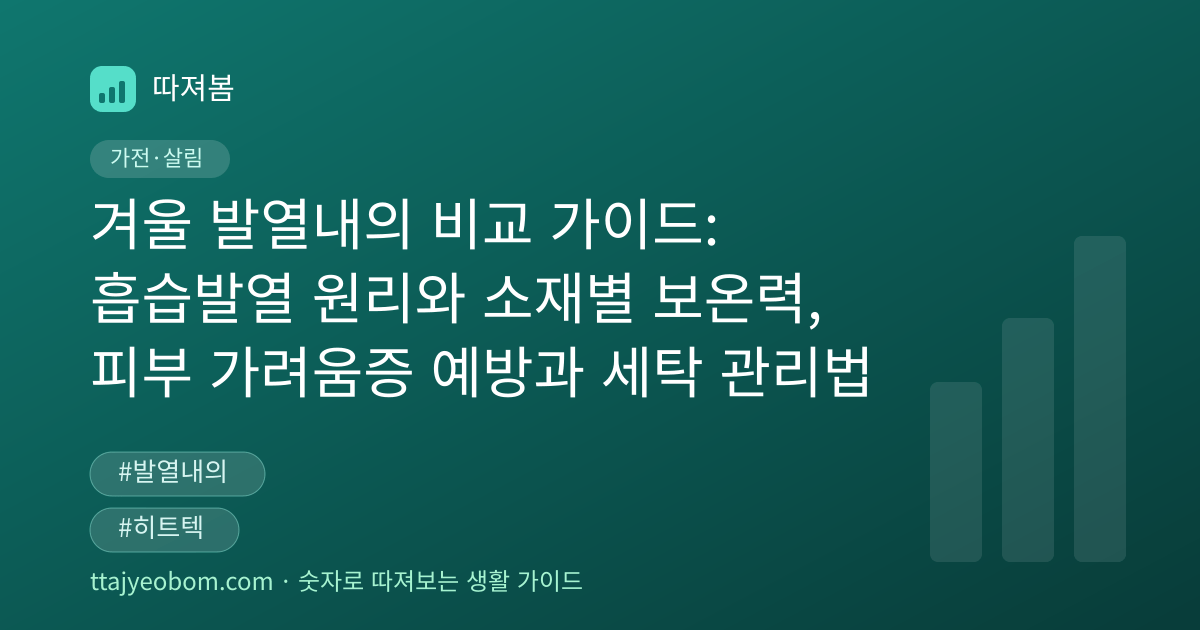 따져봄
가전·살림
겨울 발열내의 비교 가이드:
흡습발열 원리와 소재별 보온력,
피부 가려움증 예방과 세탁 관리법
#발열내의
#히트텍
ttajyeobom.com · 숫자로 따져보는 생활 가이드